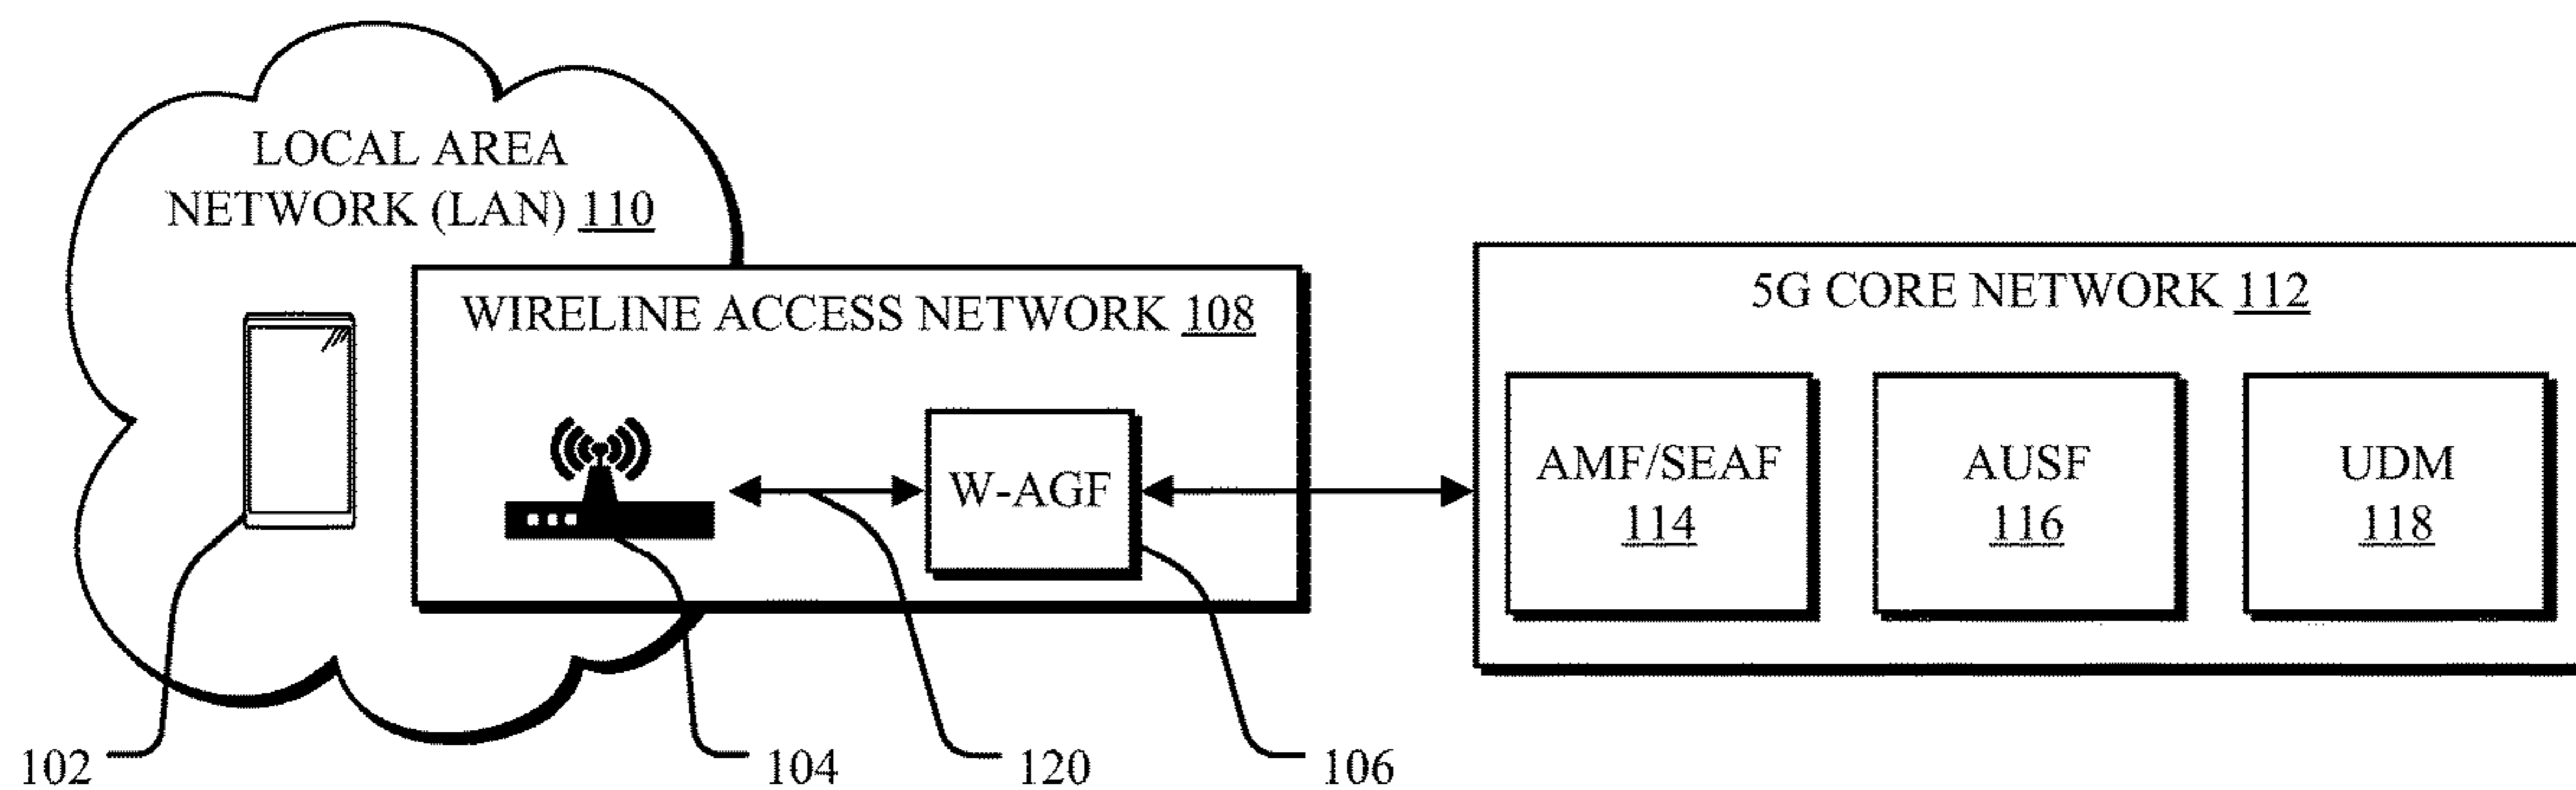 LOCAL AREA
NETWORK (LAN) 110
WIRELINE ACCESS NETWORK 108
5G CORE NETWORK 112
W-AGF
AMF/SEAF
114
AUSF
116
UDM
118
102
104
120
106